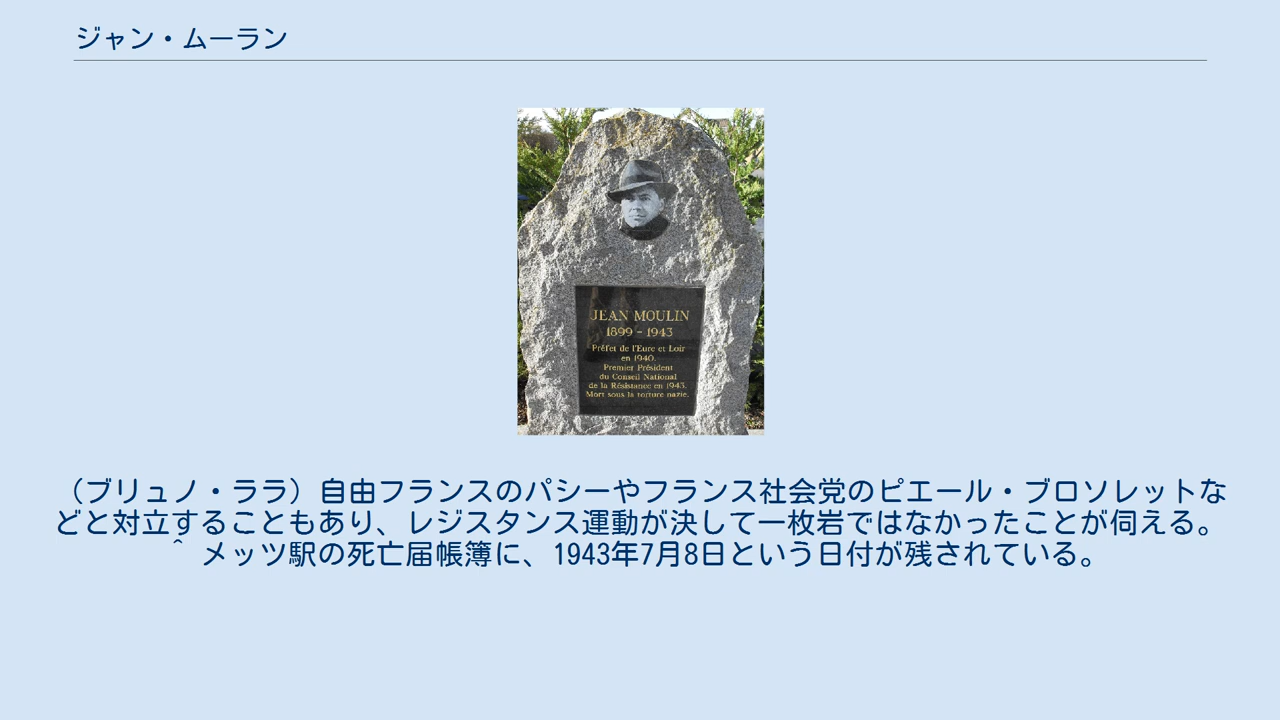 ジャン・ムーラン
JEAN MOULIN
1899 - 1943
Préfet de l'Eure et Loir
en 1940.
Premier Président
du Conseil National
de la Résistance en 1943.
Mort sous la torture nazie.
（ブリュノ・ララ）自由フランスのパシーやフランス社会党のピエール・ブロソレットな
どと対立することもあり、レジスタンス運動が決して一枚岩ではなかったことが伺える。
^ メッツ駅の死亡届帳簿に、1943年7月8日という日付が残されている。